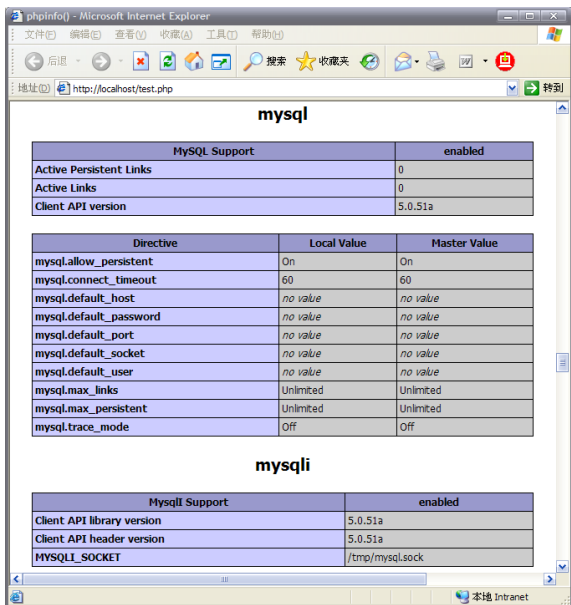 phpinfo() - Microsoft Internet Explorer
文件(F) 编辑(E) 查看(V) 收藏(A) 工具(T) 帮助(H)
后退 搜索 收藏夹
地址(D) http://localhost/test.php 转到
mysql
MySQL Support enabled
Active Persistent Links 0
Active Links 0
Client API version 5.0.51a
Directive Local Value Master Value
mysql.allow_persistent On On
mysql.connect_timeout 60 60
mysql.default_host no value no value
mysql.default_password no value no value
mysql.default_port no value no value
mysql.default_socket no value no value
mysql.default_user no value no value
mysql.max_links Unlimited Unlimited
mysql.max_persistent Unlimited Unlimited
mysql.trace_mode Off Off
mysqli
MysqlI Support enabled
Client API library version 5.0.51a
Client API header version 5.0.51a
MYSQLI_SOCKET /tmp/mysql.sock
本地 Intranet